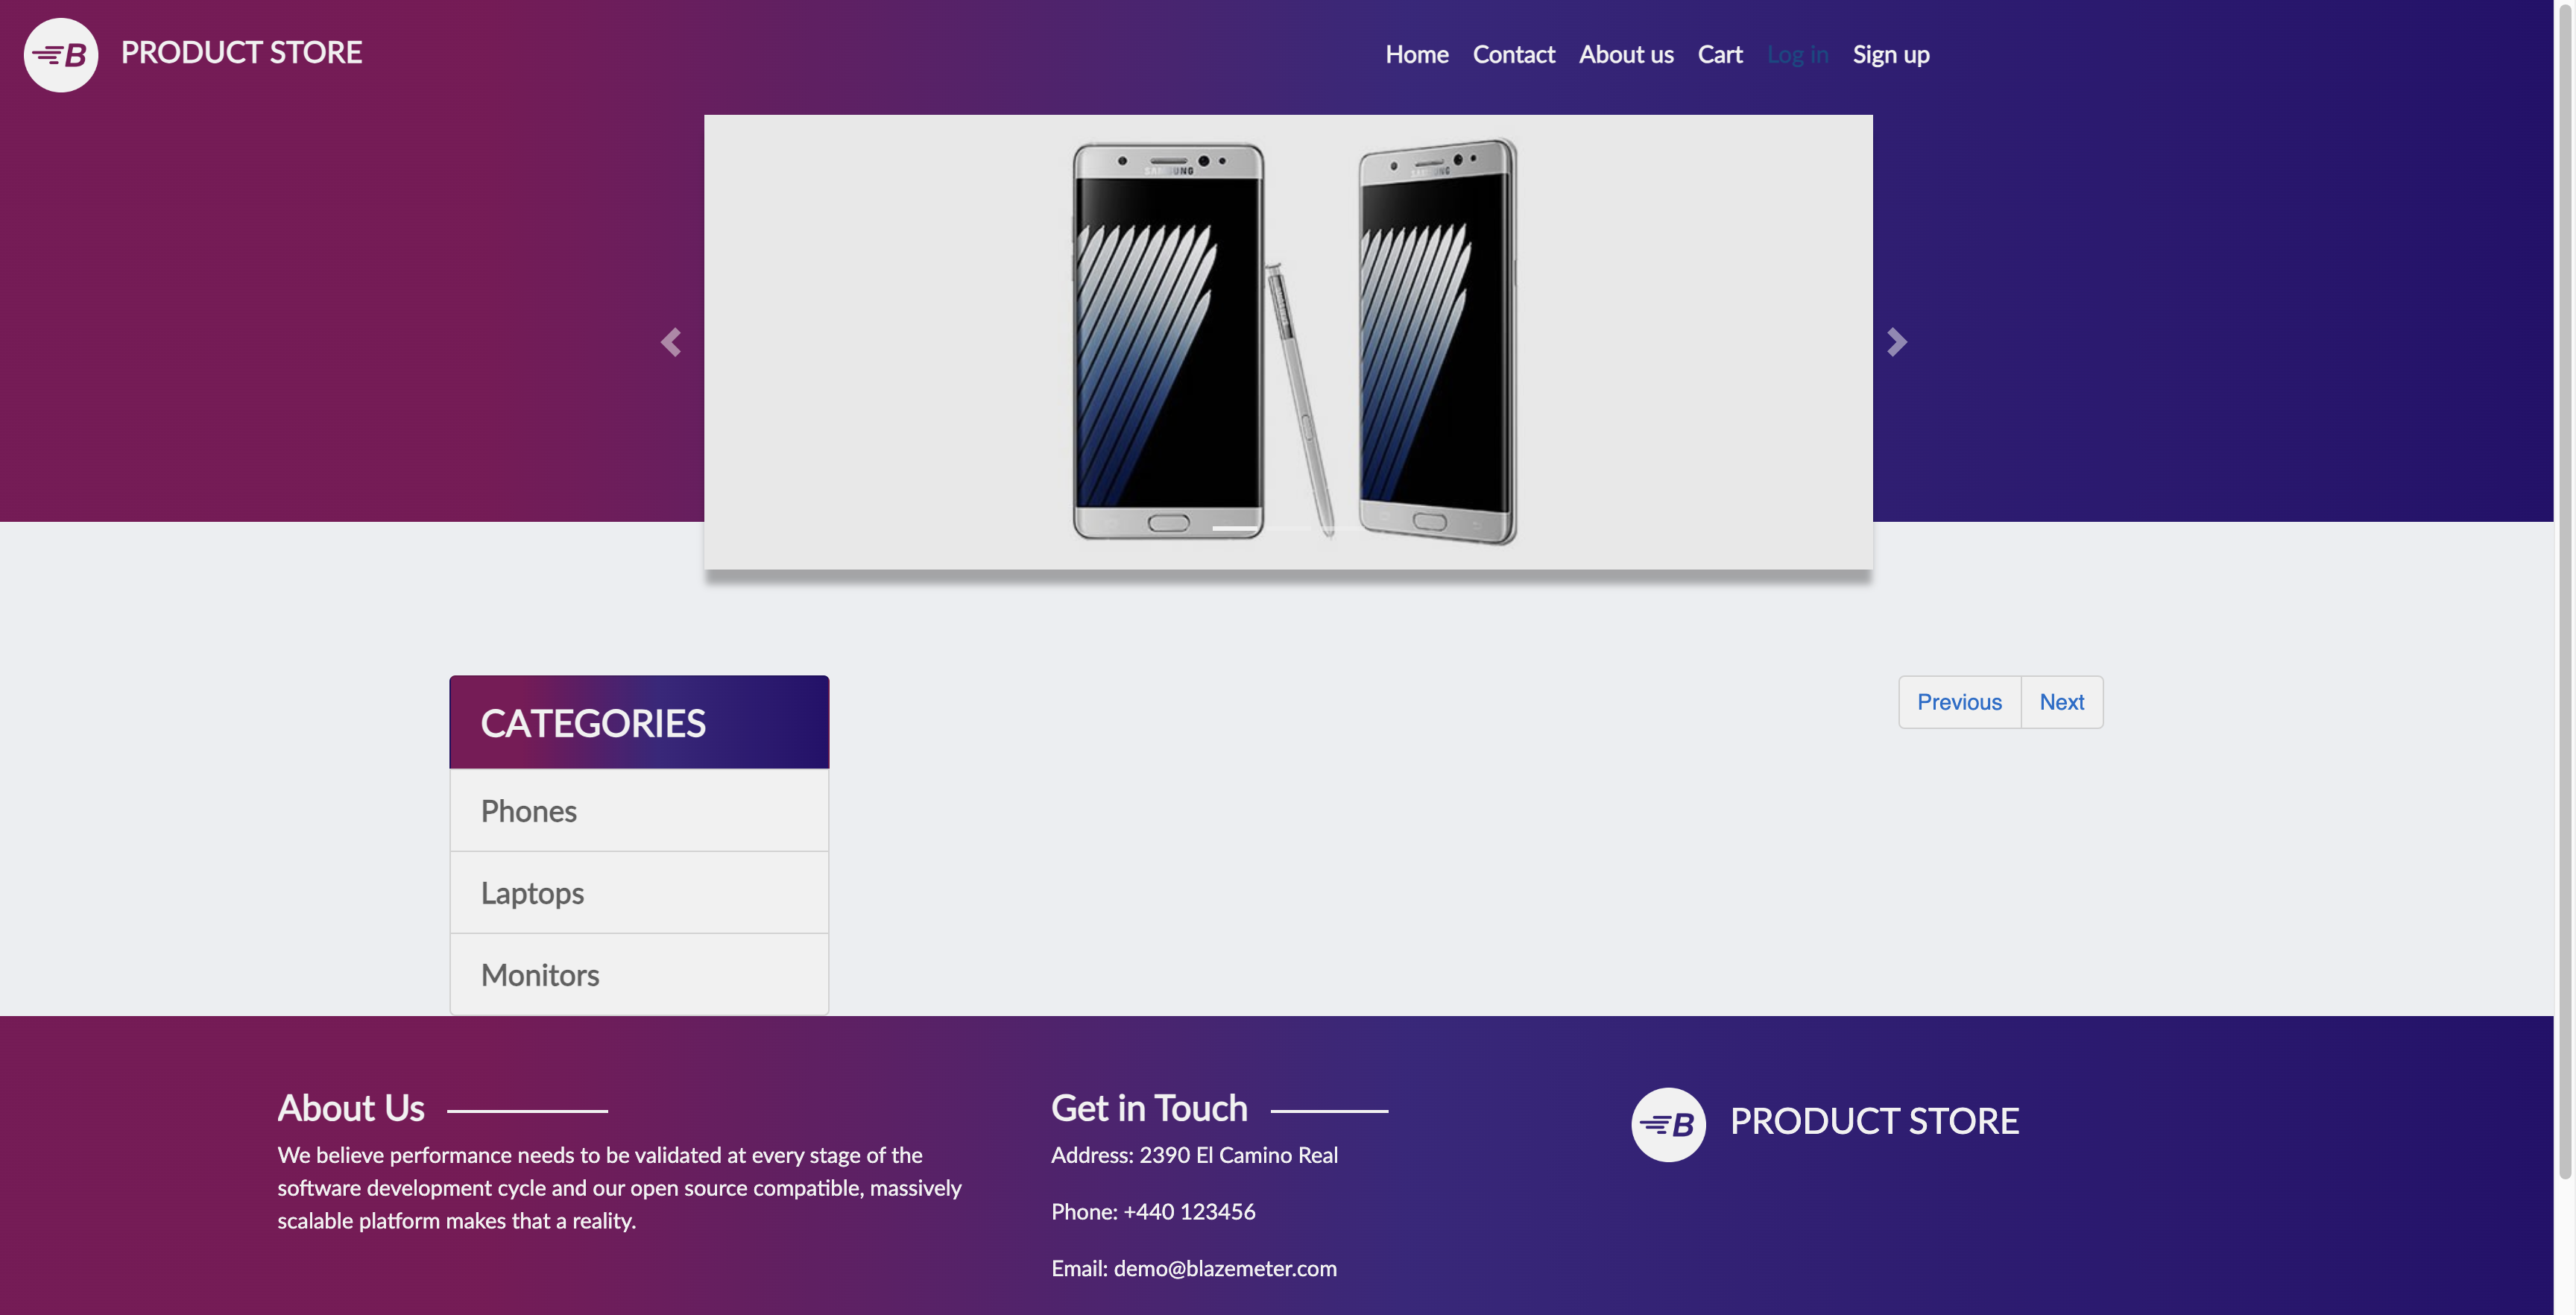 B PRODUCT STORE
Home Contact About us Cart Log in Sign up
SAMSUNG SAMSUNG
CATEGORIES
Phones
Laptops
Monitors
Previous Next
About Us
We believe performance needs to be validated at every stage of the
software development cycle and our open source compatible, massively
scalable platform makes that a reality.
Get in Touch
Address: 2390 El Camino Real
Phone: +440 123456
Email: demo@blazemeter.com
B PRODUCT STORE